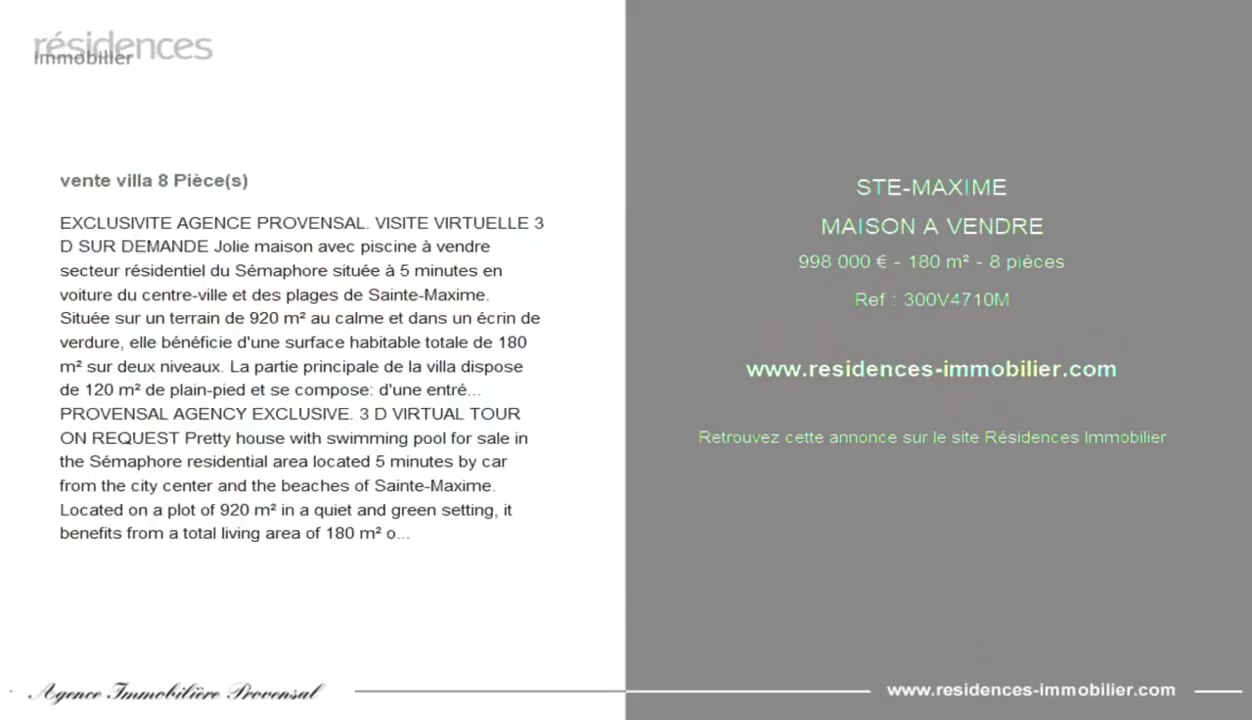 résidences
immobilier
vente villa 8 Pièce(s)
EXCLUSIVITE AGENCE PROVENSAL. VISITE VIRTUELLE 3
D SUR DEMANDE Jolie maison avec piscine à vendre
secteur résidentiel du Sémaphore située à 5 minutes en
voiture du centre-ville et des plages de Sainte-Maxime.
Située sur un terrain de 920 m² au calme et dans un écrin de
verdure, elle bénéficie d'une surface habitable totale de 180
m² sur deux niveaux. La partie principale de la villa dispose
de 120 m² de plain-pied et se compose: d'une entré...
PROVENSAL AGENCY EXCLUSIVE. 3 D VIRTUAL TOUR
ON REQUEST Pretty house with swimming pool for sale in
the Sémaphore residential area located 5 minutes by car
from the city center and the beaches of Sainte-Maxime.
Located on a plot of 920 m² in a quiet and green setting, it
benefits from a total living area of 180 m² o...
STE-MAXIME
MAISON A VENDRE
998 000 € - 180 m² - 8 pièces
Ref : 300V4710M
www.residences-immobilier.com
Retrouvez cette annonce sur le site Résidences Immobilier
Agence Immobilière Provensal
www.residences-immobilier.com